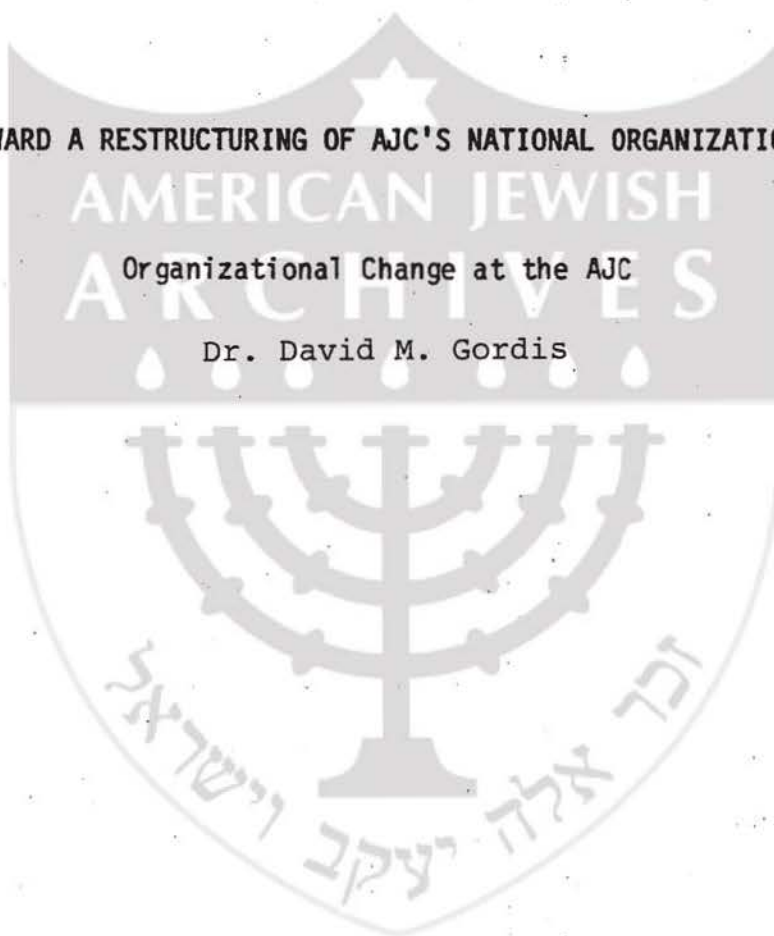 WARD A RESTRUCTURING OF AJC'S NATIONAL ORGANIZATIO
AMERICAN JEWISH
Organizational Change at the AJC
ARCHIVES
Dr. David M. Gordis
זכר אלה יעקב וישראל